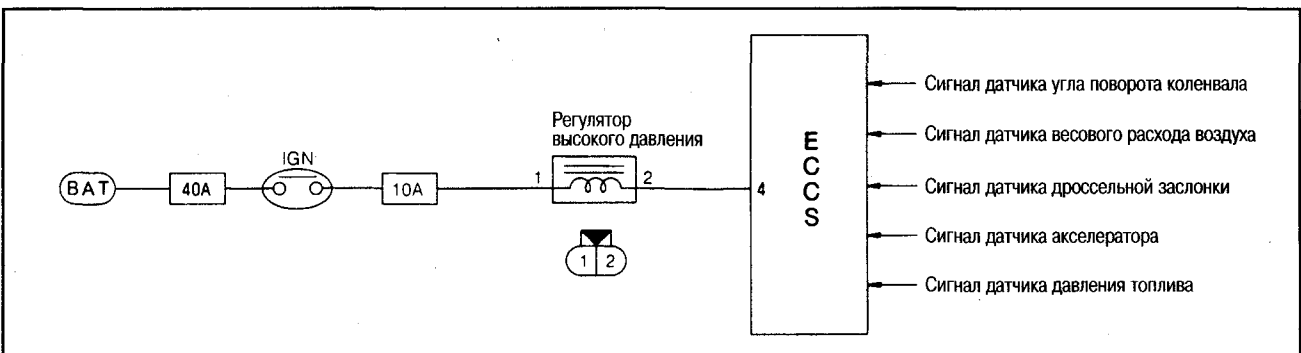 Сигнал датчика угла поворота коленвала
Регулятор
высокого давления
Сигнал датчика весового расхода воздуха
IGN
BAT
40A
10A
1
2
4
ECCS
Сигнал датчика дроссельной заслонки
Сигнал датчика акселератора
1 2
Сигнал датчика давления топлива